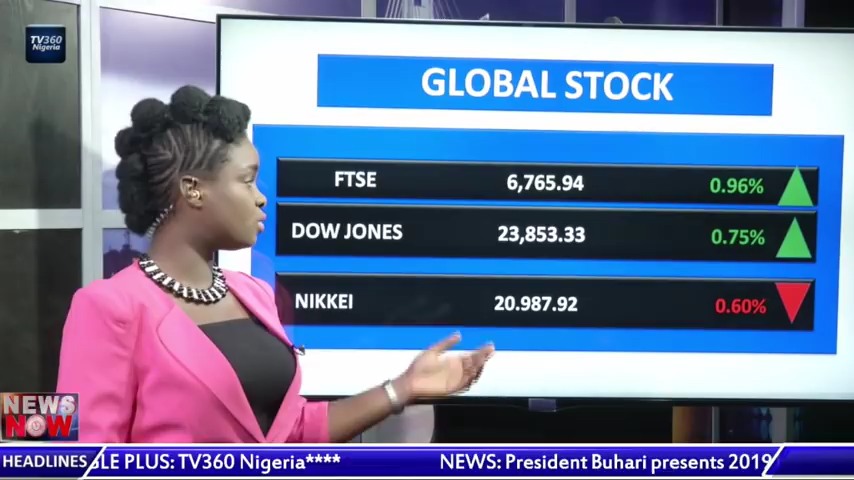 TV360
Nigeria
GLOBAL STOCK
FTSE 6,765.94 0.96%
DOW JONES 23,853.33 0.75%
NIKKEI 20.987.92 0.60%
NEWS
NOW
HEADLINES LE PLUS: TV360 Nigeria**** NEWS: President Buhari presents 2019